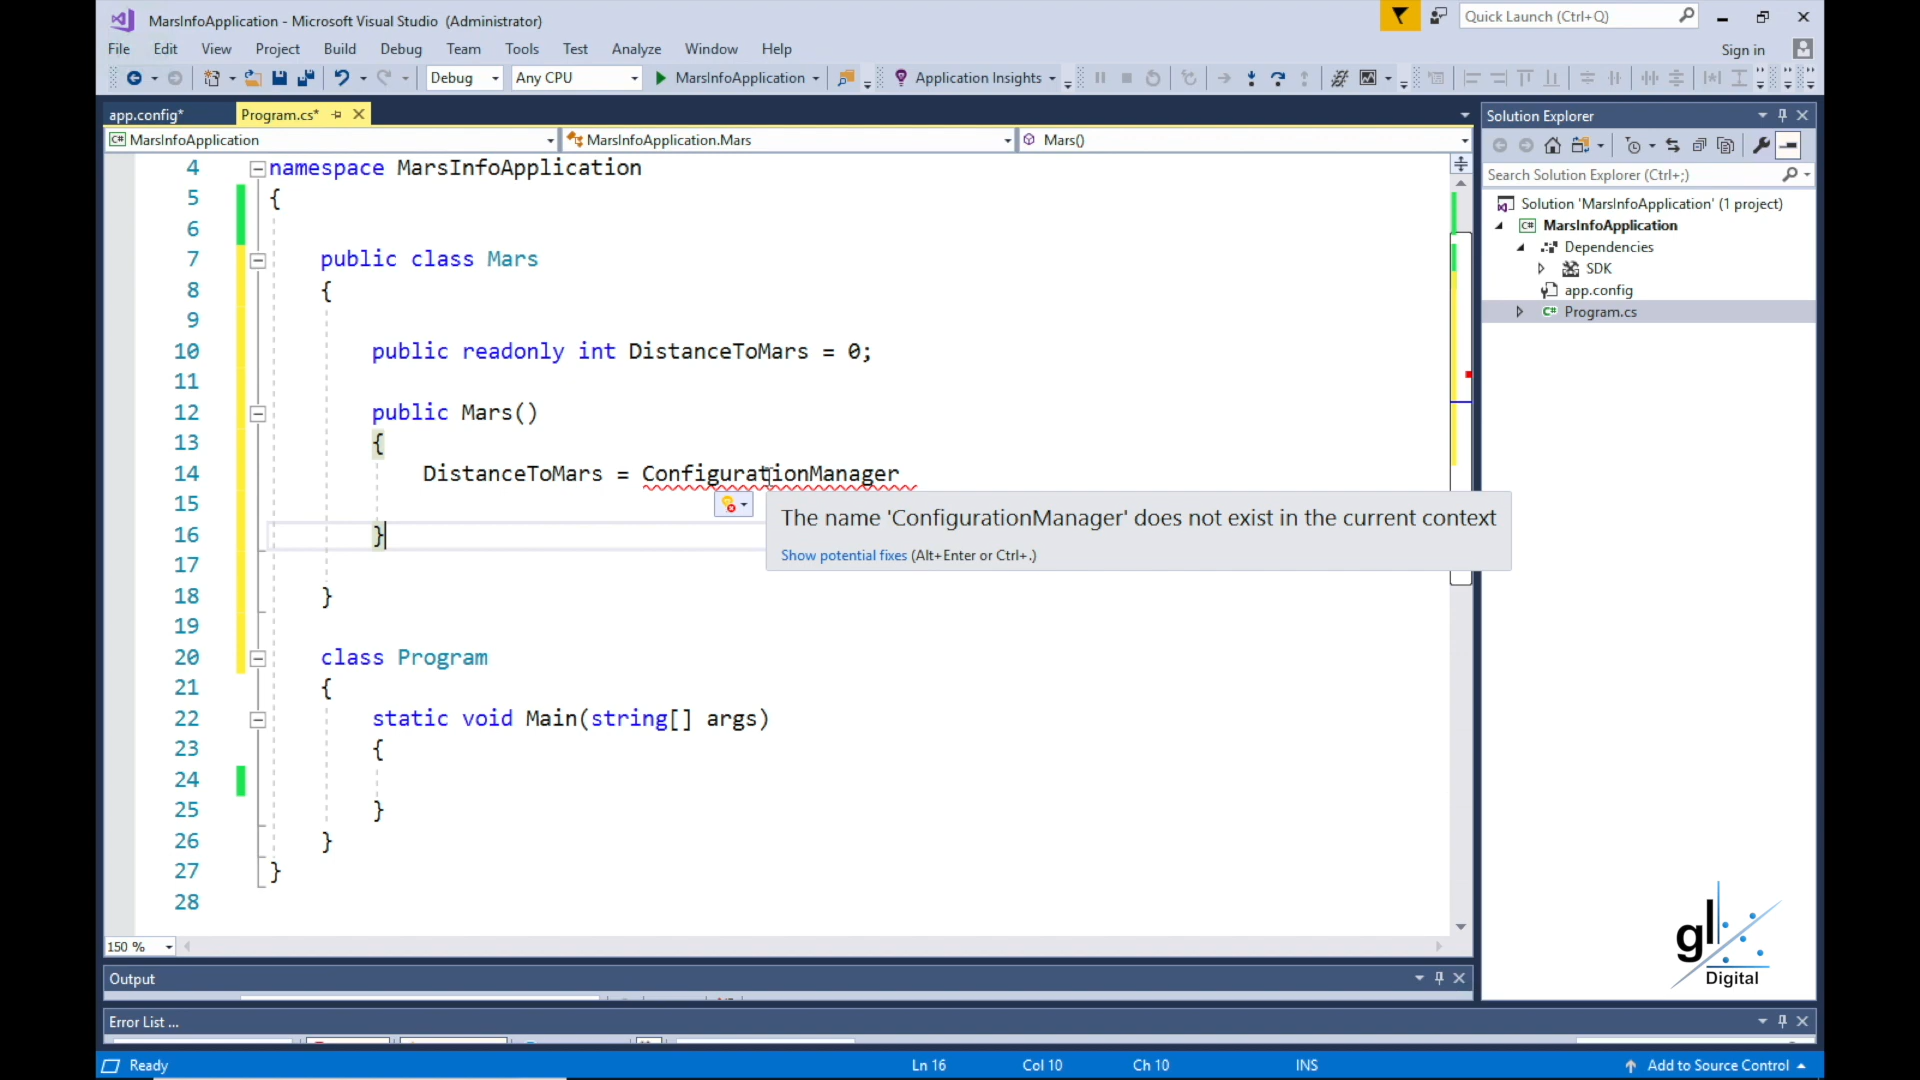 MarsInfoApplication - Microsoft Visual Studio (Administrator)
Quick Launch (Ctrl+Q)
File Edit View Project Build Debug Team Tools Test Analyze Window Help
Sign in
Debug Any CPU MarsInfoApplication Application Insights
app.config* Program.cs*
MarsInfoApplication MarsInfoApplication.Mars Mars()
4 namespace MarsInfoApplication
5 {
6
7 public class Mars
8 {
9
10 public readonly int DistanceToMars = 0;
11
12 public Mars()
13 {
14 DistanceToMars = ConfigurationManager
15
16 }
17
18 }
19
20 class Program
21 {
22 static void Main(string[] args)
23 {
24
25 }
26 }
27 }
28
The name 'ConfigurationManager' does not exist in the current context
Show potential fixes (Alt+Enter or Ctrl+.)
150 %
Solution Explorer
Search Solution Explorer (Ctrl+;)
Solution 'MarsInfoApplication' (1 project)
C# MarsInfoApplication
Dependencies
SDK
app.config
C# Program.cs
gl
Digital
Output
Error List ...
Ready Ln 16 Col 10 Ch 10 INS Add to Source Control